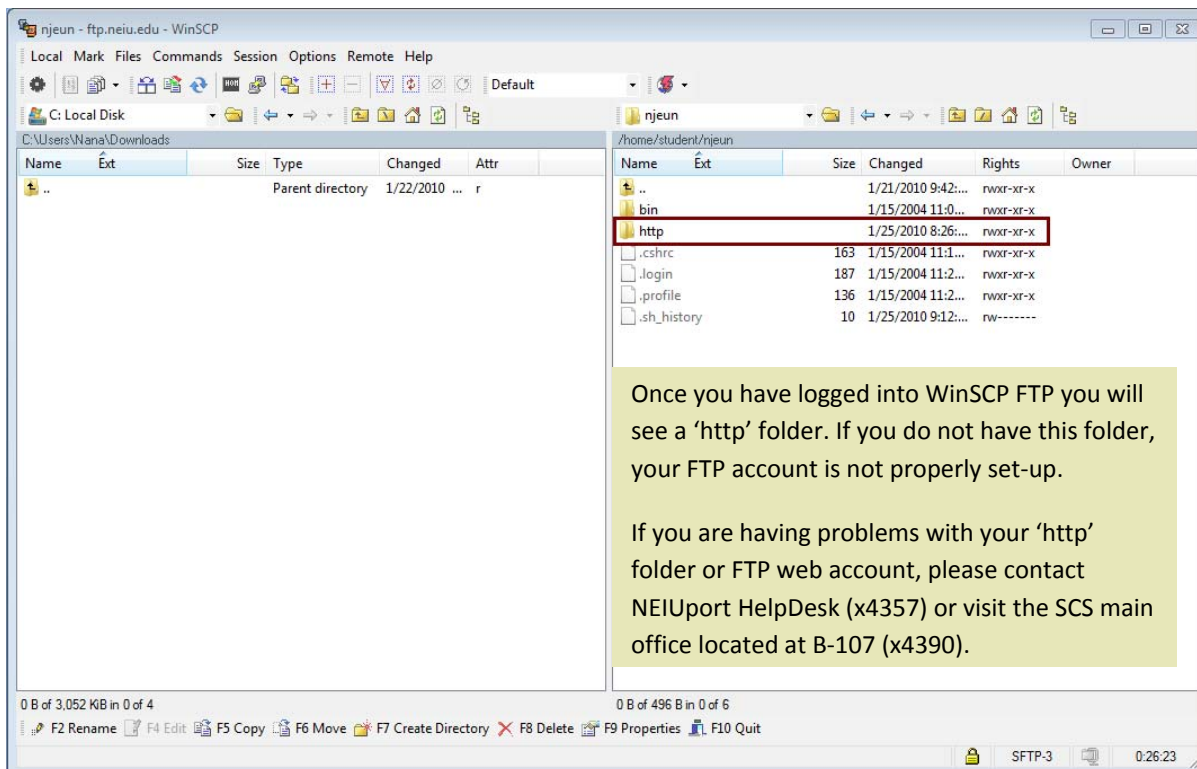 njeun - ftp.neiu.edu - WinSCP
Local Mark Files Commands Session Options Remote Help
Default
C: Local Disk
njeun
C:\Users\Nana\Downloads
/home/student/njeun
Name Ext Size Type Changed Attr
Name Ext Size Changed Rights Owner
.. Parent directory 1/22/2010 ... r
.. 1/21/2010 9:42:... rwxr-xr-x
bin 1/15/2004 11:0... rwxr-xr-x
http 1/25/2010 8:26:... rwxr-xr-x
.cshrc 163 1/15/2004 11:1... rwxr-xr-x
.login 187 1/15/2004 11:2... rwxr-xr-x
.profile 136 1/15/2004 11:2... rwxr-xr-x
.sh_history 10 1/25/2010 9:12:... rw-------
Once you have logged into WinSCP FTP you will
see a ‘http’ folder. If you do not have this folder,
your FTP account is not properly set-up.
If you are having problems with your ‘http’
folder or FTP web account, please contact
NEIUport HelpDesk (x4357) or visit the SCS main
office located at B-107 (x4390).
0 B of 3,052 KiB in 0 of 4
0 B of 496 B in 0 of 6
F2 Rename F4 Edit F5 Copy F6 Move F7 Create Directory F8 Delete F9 Properties F10 Quit
SFTP-3 0:26:23